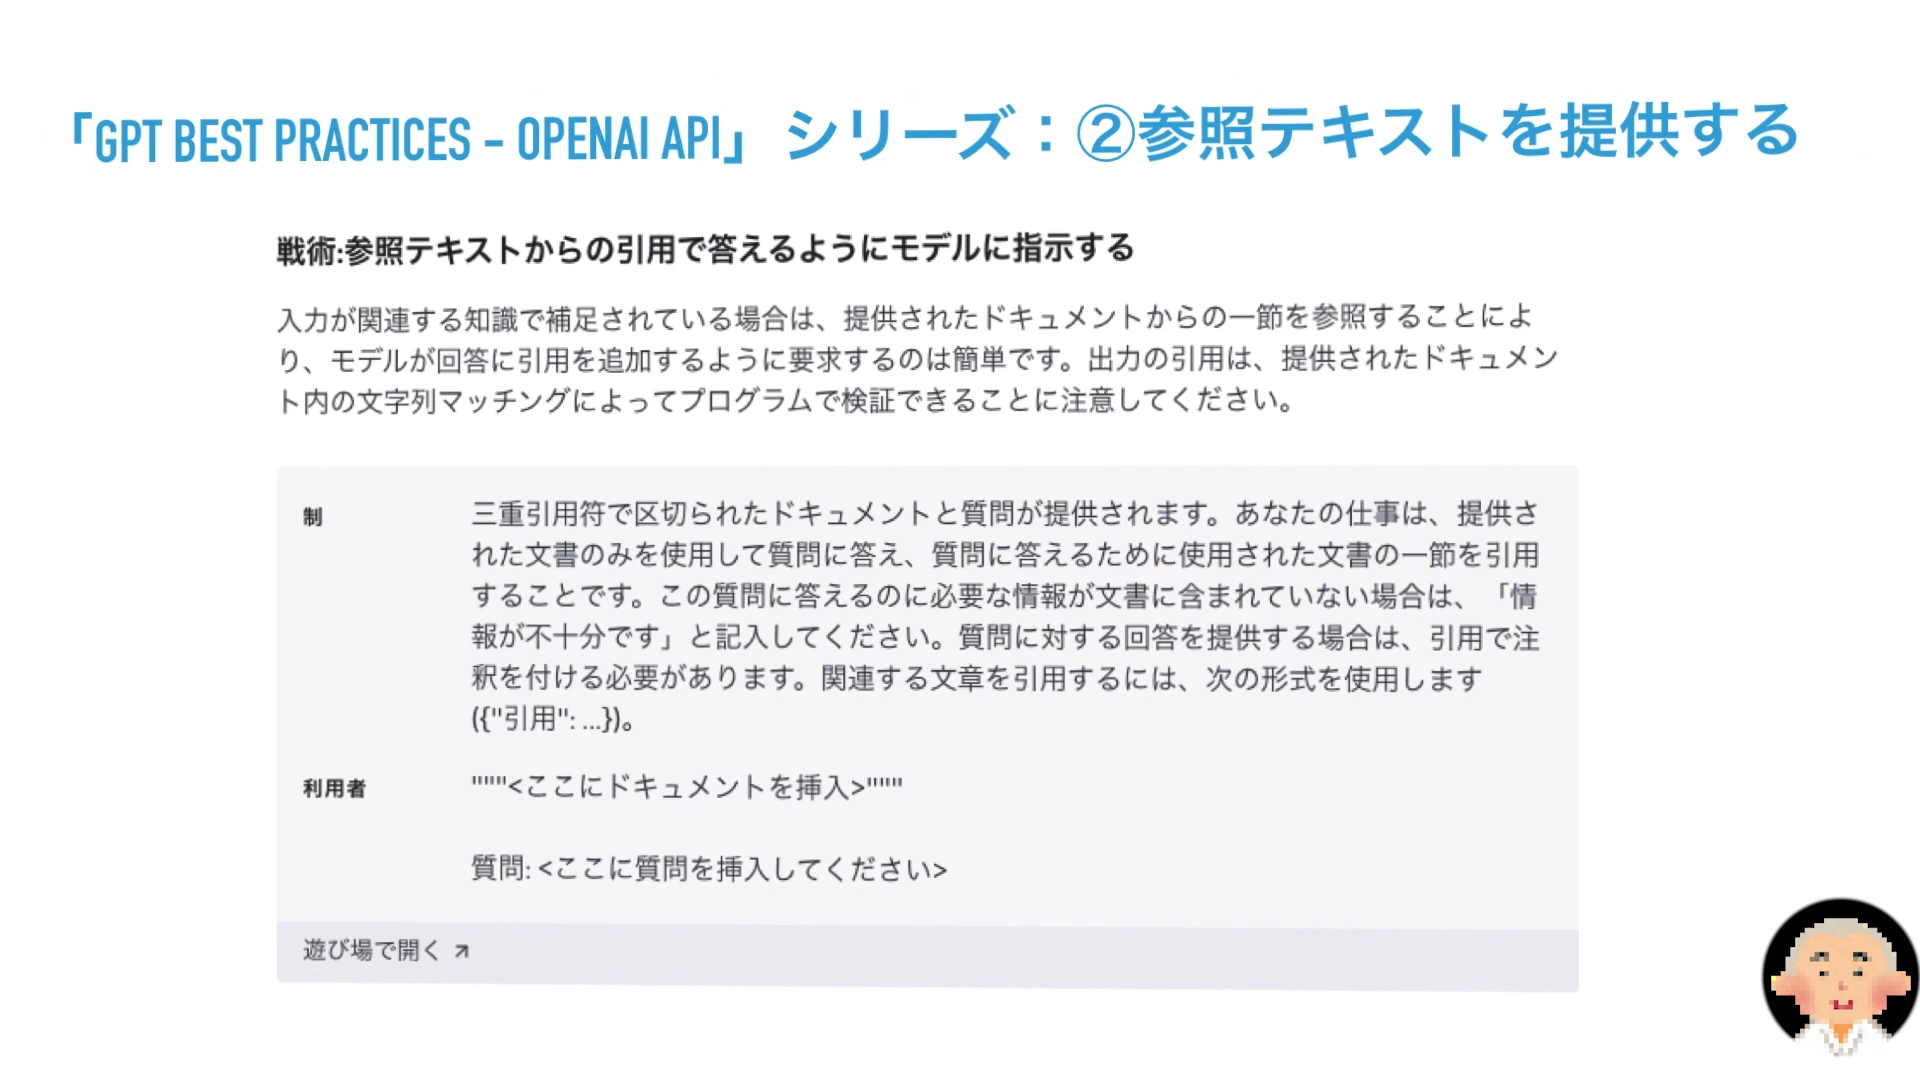 「GPT BEST PRACTICES - OPENAI API」シリーズ：②参照テキストを提供する
戦術:参照テキストからの引用で答えるようにモデルに指示する
入力が関連する知識で補足されている場合は、提供されたドキュメントからの一節を参照することによ
り、モデルが回答に引用を追加するように要求するのは簡単です。出力の引用は、提供されたドキュメン
ト内の文字列マッチングによってプログラムで検証できることに注意してください。
制
三重引用符で区切られたドキュメントと質問が提供されます。あなたの仕事は、提供さ
れた文書のみを使用して質問に答え、質問に答えるために使用された文書の一節を引用
することです。この質問に答えるのに必要な情報が文書に含まれていない場合は、「情
報が不十分です」と記入してください。質問に対する回答を提供する場合は、引用で注
釈を付ける必要があります。関連する文章を引用するには、次の形式を使用します
({"引用": ...})。
利用者
"""<ここにドキュメントを挿入>"""
質問: <ここに質問を挿入してください>
遊び場で開く ↗